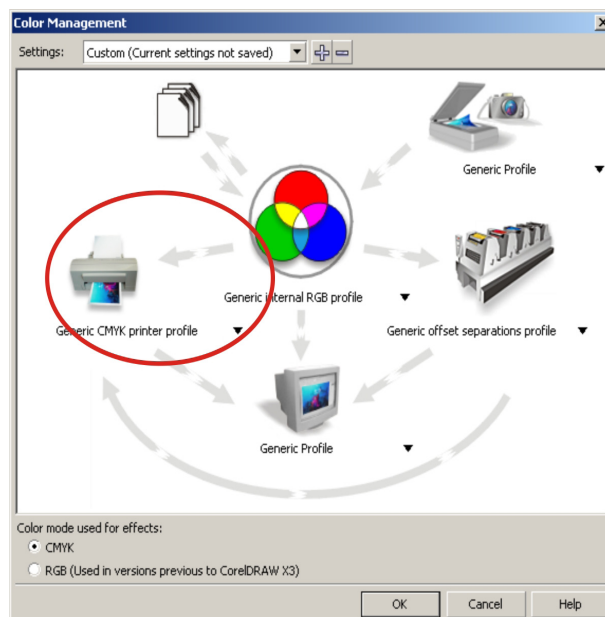 Color Management
Settings: Custom (Current settings not saved)
Generic Profile
Generic internal RGB profile
Generic CMYK printer profile
Generic offset separations profile
Generic Profile
Color mode used for effects:
CMYK
RGB (Used in versions previous to CorelDRAW X3)
OK Cancel Help